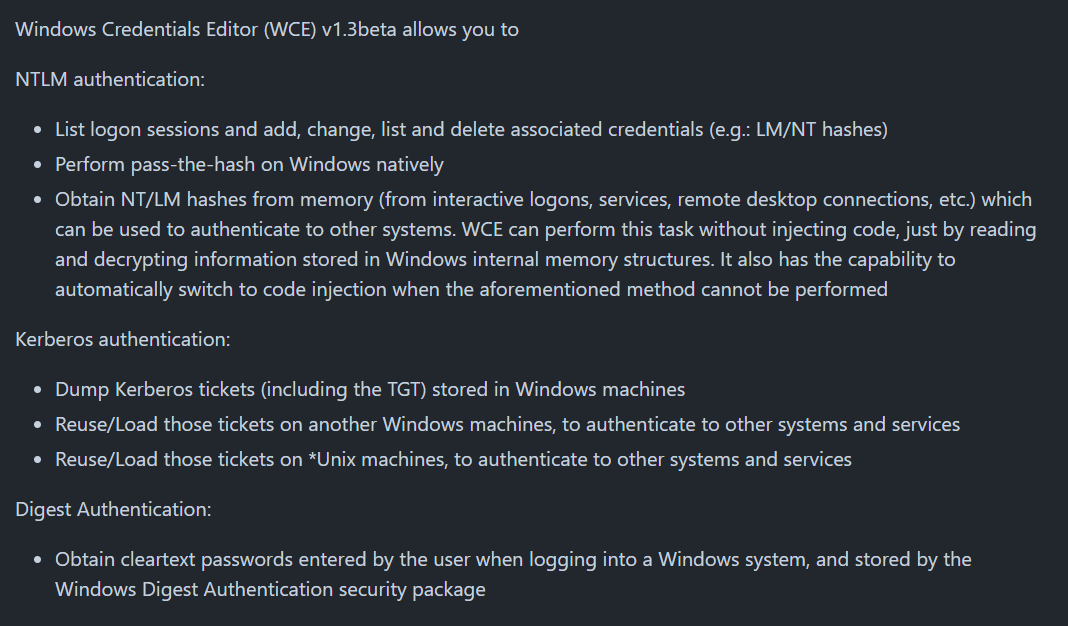 Windows Credentials Editor (WCE) v1.3beta allows you to
NTLM authentication:
• List logon sessions and add, change, list and delete associated credentials (e.g.: LM/NT hashes)
• Perform pass-the-hash on Windows natively
• Obtain NT/LM hashes from memory (from interactive logons, services, remote desktop connections, etc.) which
can be used to authenticate to other systems. WCE can perform this task without injecting code, just by reading
and decrypting information stored in Windows internal memory structures. It also has the capability to
automatically switch to code injection when the aforementioned method cannot be performed
Kerberos authentication:
• Dump Kerberos tickets (including the TGT) stored in Windows machines
• Reuse/Load those tickets on another Windows machines, to authenticate to other systems and services
• Reuse/Load those tickets on *Unix machines, to authenticate to other systems and services
Digest Authentication:
• Obtain cleartext passwords entered by the user when logging into a Windows system, and stored by the
Windows Digest Authentication security package